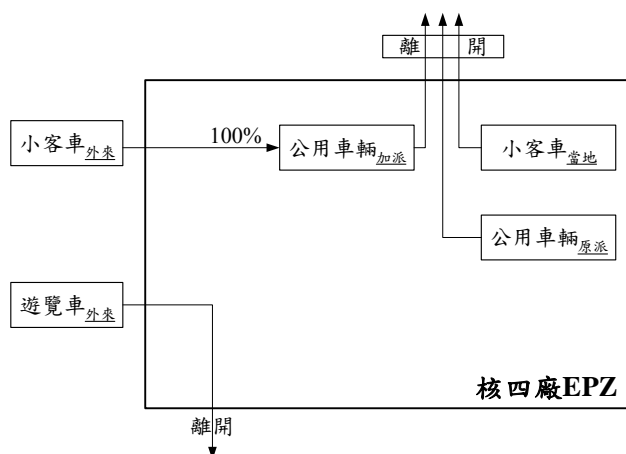 離 開
小客車外來
100%
公用車輛加派
小客車當地
公用車輛原派
遊覽車外來
核四廠EPZ
離開